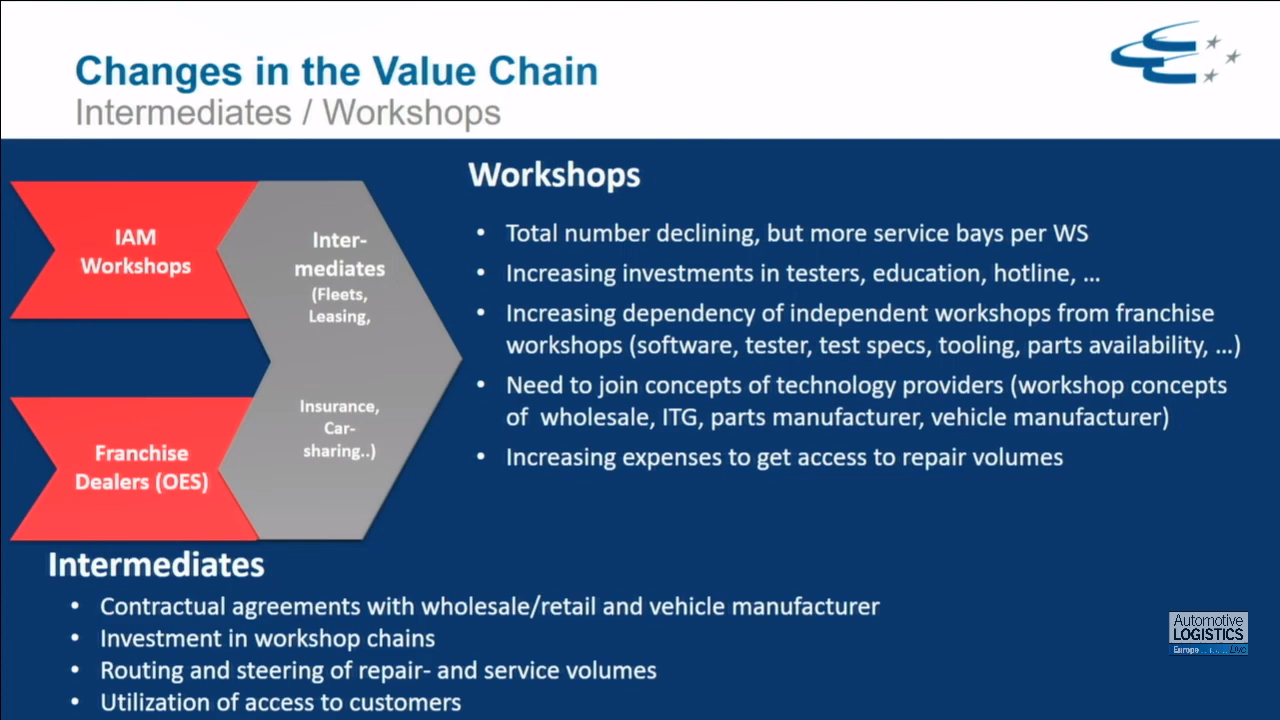 Changes in the Value Chain
Intermediates / Workshops
IAM
Workshops
Inter-
mediates
(Fleets,
Leasing,
Insurance,
Car-
sharing..)
Franchise
Dealers (OES)
Workshops
• Total number declining, but more service bays per WS
• Increasing investments in testers, education, hotline, ...
• Increasing dependency of independent workshops from franchise
workshops (software, tester, test specs, tooling, parts availability, ...)
• Need to join concepts of technology providers (workshop concepts
of wholesale, ITG, parts manufacturer, vehicle manufacturer)
• Increasing expenses to get access to repair volumes
Intermediates
• Contractual agreements with wholesale/retail and vehicle manufacturer
• Investment in workshop chains
• Routing and steering of repair- and service volumes
• Utilization of access to customers
Automotive
LOGISTICS
Europe Live